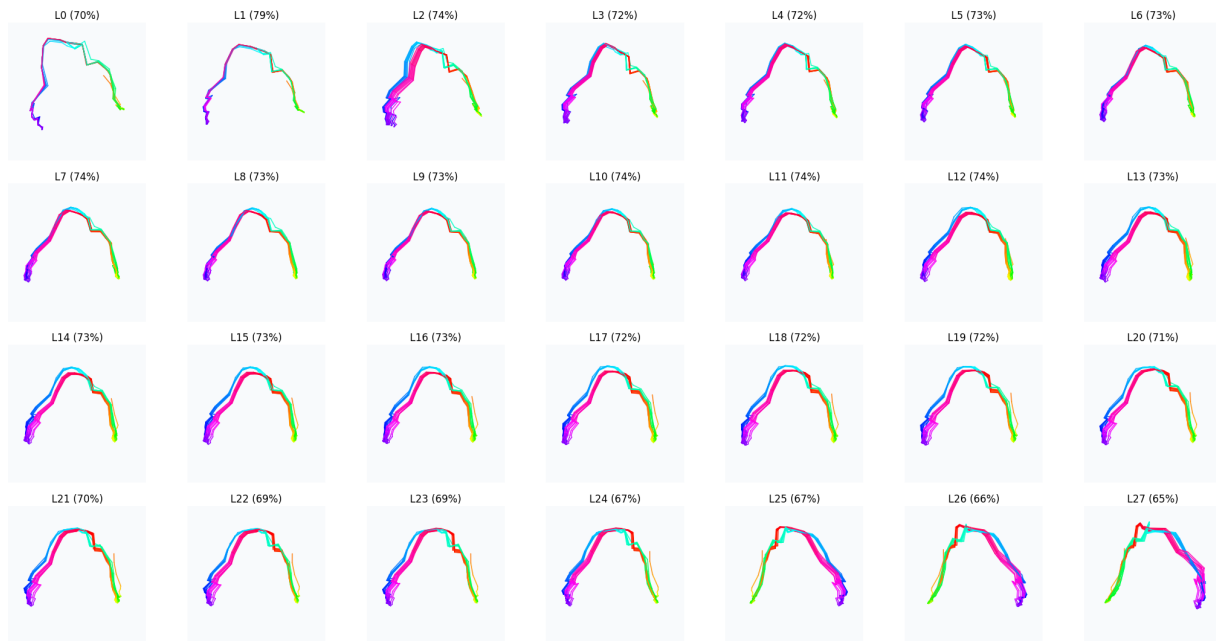 L0 (70%) L1 (79%) L2 (74%) L3 (72%) L4 (72%) L5 (73%) L6 (73%)
L7 (74%) L8 (73%) L9 (73%) L10 (74%) L11 (74%) L12 (74%) L13 (73%)
L14 (73%) L15 (73%) L16 (73%) L17 (72%) L18 (72%) L19 (72%) L20 (71%)
L21 (70%) L22 (69%) L23 (69%) L24 (67%) L25 (67%) L26 (66%) L27 (65%)